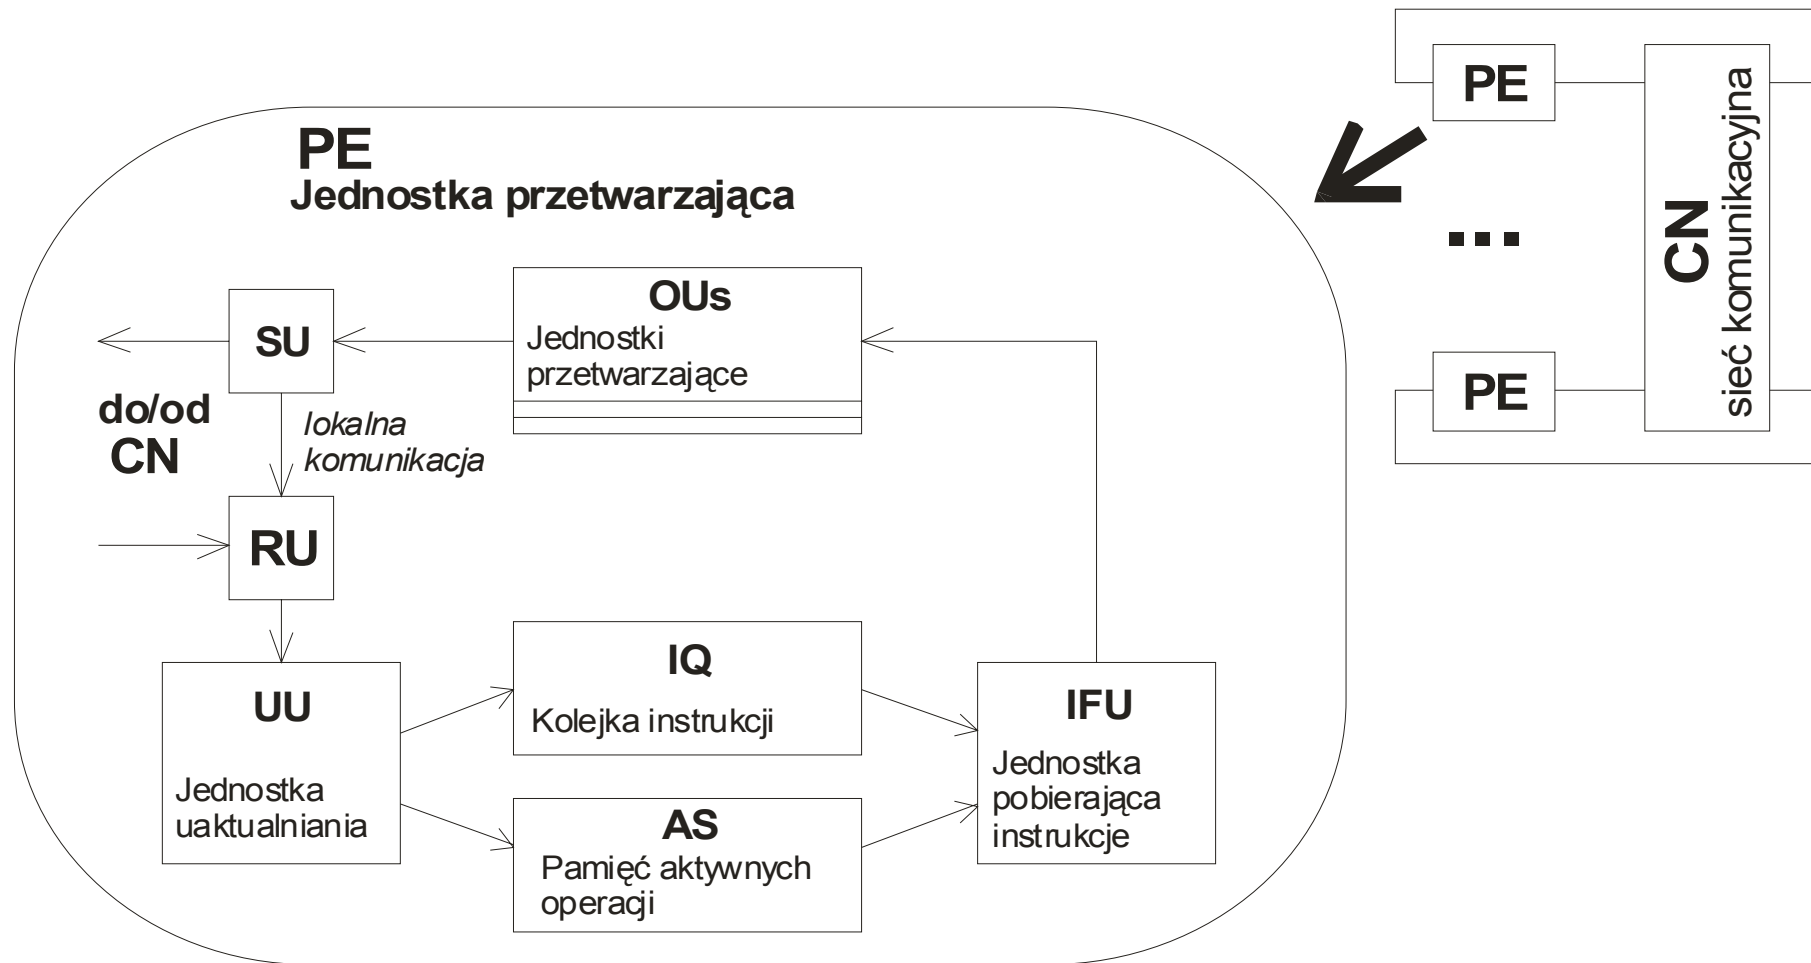 PE
Jednostka przetwarzająca
SU
OUs
Jednostki
przetwarzające
do/od
CN
lokalna
komunikacja
RU
UU
Jednostka
uaktualniania
IQ
Kolejka instrukcji
AS
Pamięć aktywnych
operacji
IFU
Jednostka
pobierająca
instrukcje
PE
...
PE
CN
sieć komunikacyjna